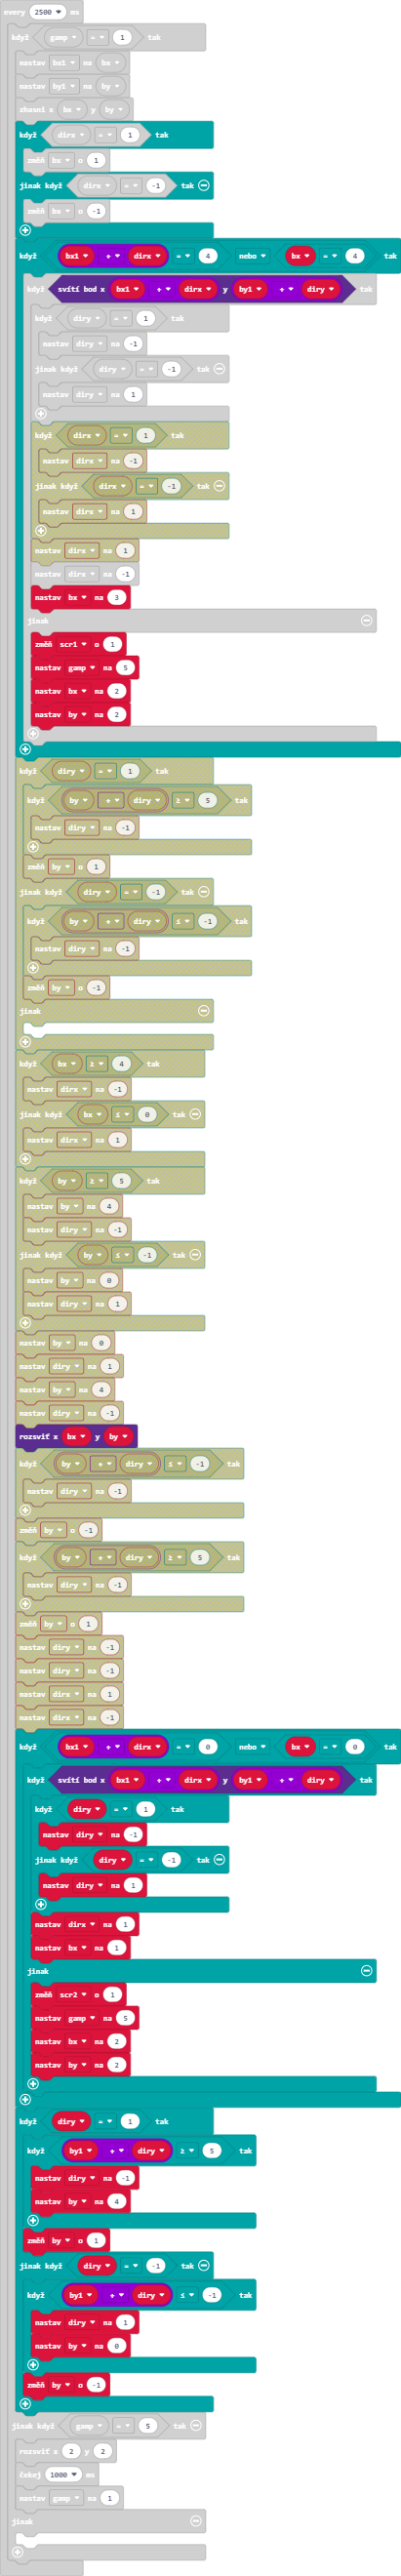 every 2500 ms
když gamp = 1 tak
nastav bx1 na bx
nastav by1 na by
zhasni x bx y by
když dirx = 1 tak
změň bx o 1
jinak když dirx = -1 tak
změň bx o -1
když bx1 + dirx = 4 nebo bx = 4 tak
když svítí bod x bx1 + dirx y by1 + diry tak
když diry = 1 tak
nastav diry na -1
jinak když diry = -1 tak
nastav diry na 1
když dirx = 1 tak
nastav dirx na -1
jinak když dirx = -1 tak
nastav dirx na 1
nastav dirx na 1
nastav dirx na -1
nastav bx na 3
jinak
změň scr1 o 1
nastav gamp na 5
nastav bx na 2
nastav by na 2
když diry = 1 tak
když by + diry ≥ 5 tak
nastav diry na -1
změň by o 1
jinak když diry = -1 tak
když by + diry ≤ -1 tak
nastav diry na -1
změň by o -1
jinak
když bx ≥ 4 tak
nastav dirx na -1
jinak když bx ≤ 0 tak
nastav dirx na 1
když by ≥ 5 tak
nastav by na 4
nastav diry na -1
jinak když by ≤ -1 tak
nastav by na 0
nastav diry na 1
nastav by na 0
nastav diry na 1
nastav by na 4
nastav diry na -1
rozsviť x bx y by
když by + diry ≤ -1 tak
nastav diry na -1
změň by o -1
když by + diry ≥ 5 tak
nastav diry na -1
změň by o 1
nastav diry na -1
nastav diry na -1
nastav dirx na 1
nastav dirx na -1
když bx1 + dirx = 0 nebo bx = 0 tak
když svítí bod x bx1 + dirx y by1 + diry tak
když diry = 1 tak
nastav diry na -1
jinak když diry = -1 tak
nastav diry na 1
nastav dirx na 1
nastav bx na 1
jinak
změň scr2 o 1
nastav gamp na 5
nastav bx na 2
nastav by na 2
když diry = 1 tak
když by1 + diry ≥ 5 tak
nastav diry na -1
nastav by na 4
změň by o 1
jinak když diry = -1 tak
když by1 + diry ≤ -1 tak
nastav diry na 1
nastav by na 0
změň by o -1
jinak když gamp = 5 tak
rozsviť x 2 y 2
čekej 1000 ms
nastav gamp na 1
jinak